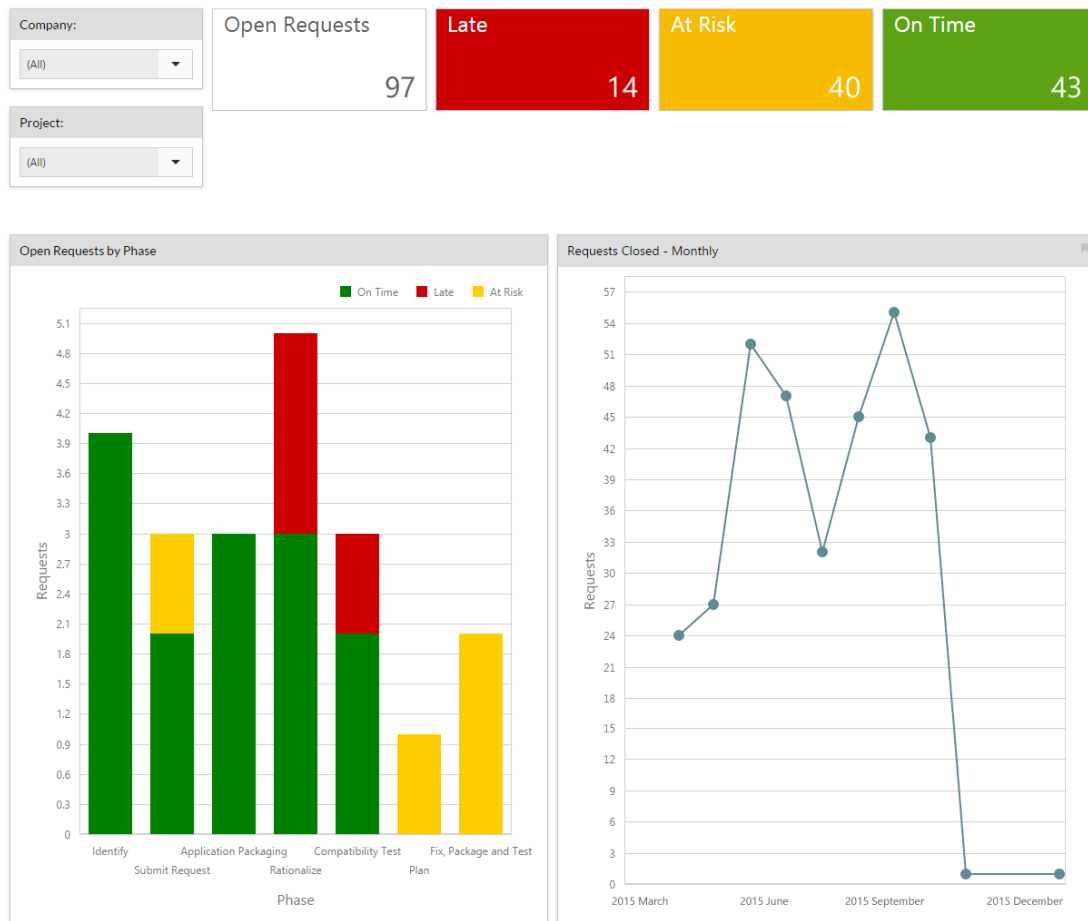 Company:
(All)
Project:
(All)
Open Requests
97
Late
14
At Risk
40
On Time
43
Open Requests by Phase
On Time Late At Risk
5.1
4.8
4.5
4.2
3.9
3.6
3.3
3
2.7
2.4
2.1
1.8
1.5
1.2
0.9
0.6
0.3
0
Requests
Identify
Submit Request
Application Packaging
Rationalize
Compatibility Test
Plan
Fix, Package and Test
Phase
Requests Closed - Monthly
57
54
51
48
45
42
39
36
33
30
27
24
21
18
15
12
9
6
3
0
Requests
2015 March 2015 June 2015 September 2015 December